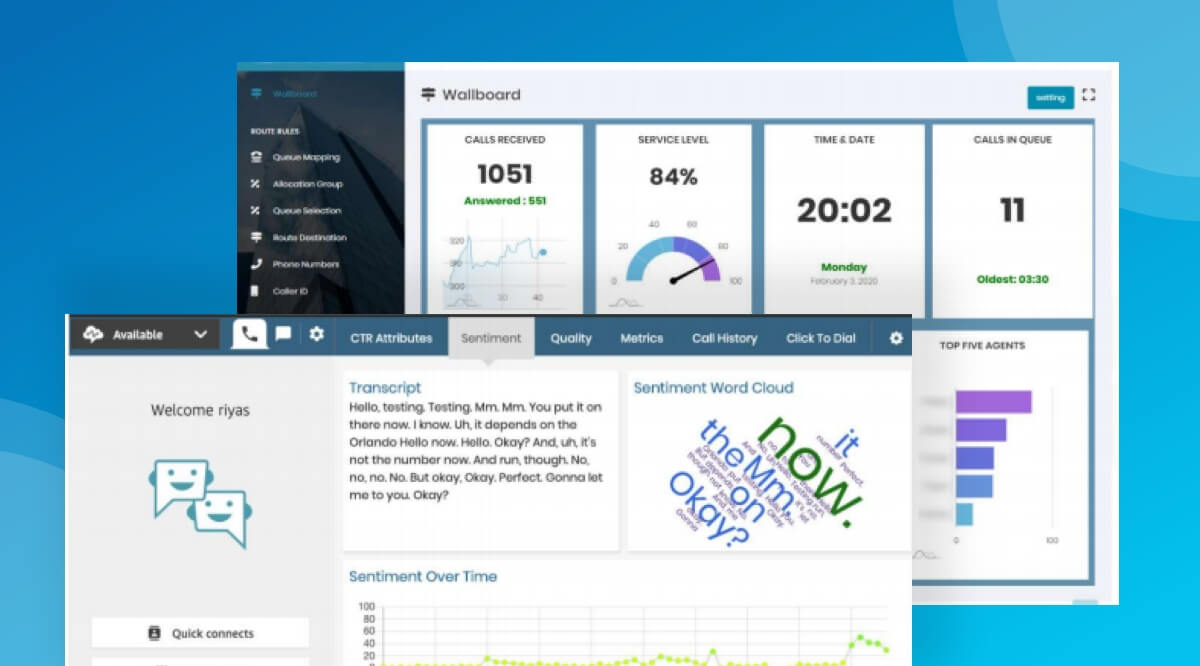 Wallboard
ROUTE RULES
Queue Mapping
Allocation Group
Queue Selection
Route Destination
Phone Numbers
Caller ID
Wallboard
setting
CALLS RECEIVED
1051
Answered : 551
320
300
30
40
SERVICE LEVEL
84%
0
20
40
60
80
100
TIME & DATE
20:02
Monday
February 3, 2020
CALLS IN QUEUE
11
Oldest: 03:30
TOP FIVE AGENTS
0
100
Available
CTR Attributes
Sentiment
Quality
Metrics
Call History
Click To Dial
Welcome riyas
Quick connects
Transcript
Hello, testing. Testing. Mm. Mm. You put it on
there now. I know. Uh, it depends on the
Orlando Hello now. Hello. Okay? And, uh, it's
not the number now. And run, though. No,
no, no. No. But okay, Okay. Perfect. Gonna let
me to you. Okay?
Sentiment Word Cloud
now.
the
Mm.
on
Okay?
it
number
Perfect.
Gonna
Sentiment Over Time
100
80
60
40
20